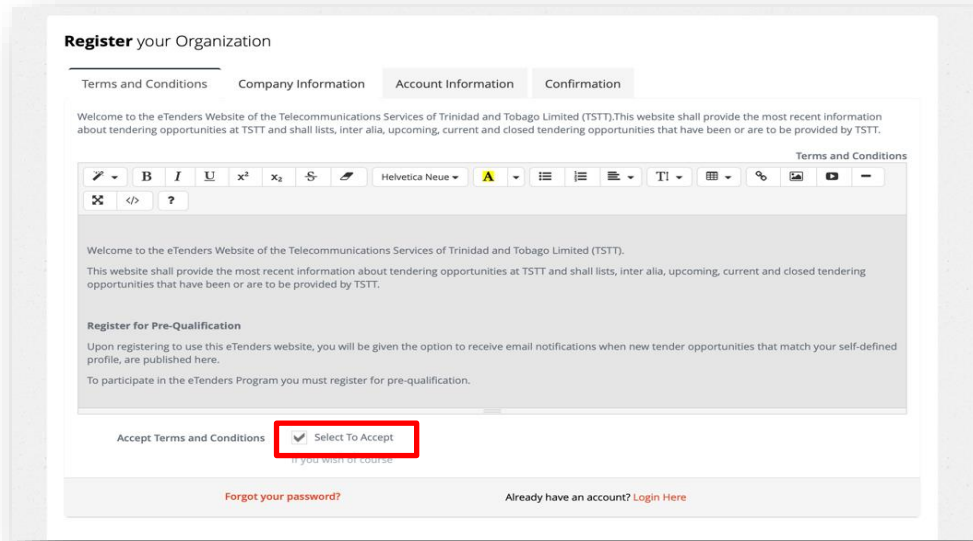 Register your Organization
Terms and Conditions Company Information Account Information Confirmation
Welcome to the eTenders Website of the Telecommunications Services of Trinidad and Tobago Limited (TSTT).This website shall provide the most recent information
about tendering opportunities at TSTT and shall lists, inter alia, upcoming, current and closed tendering opportunities that have been or are to be provided by TSTT.
Terms and Conditions
B I U x² x₂ S Helvetica Neue A T!
</> ?
Welcome to the eTenders Website of the Telecommunications Services of Trinidad and Tobago Limited (TSTT).
This website shall provide the most recent information about tendering opportunities at TSTT and shall lists, inter alia, upcoming, current and closed tendering
opportunities that have been or are to be provided by TSTT.
Register for Pre-Qualification
Upon registering to use this eTenders website, you will be given the option to receive email notifications when new tender opportunities that match your self-defined
profile, are published here.
To participate in the eTenders Program you must register for pre-qualification.
Accept Terms and Conditions Select To Accept
If you wish of course
Forgot your password? Already have an account? Login Here